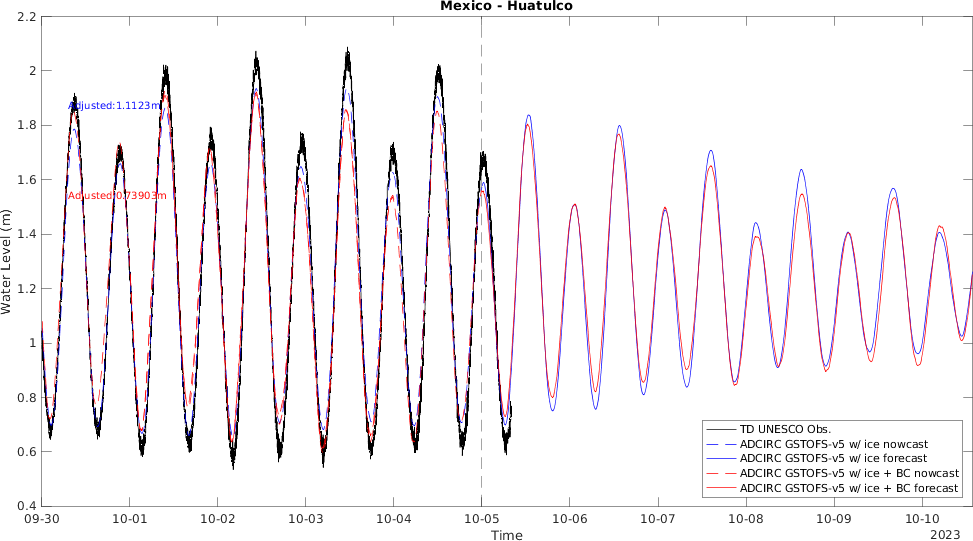 Mexico - Huatulco
2.2
2
1.8
1.6
1.4
1.2
1
0.8
0.6
0.4
Water Level (m)
Adjusted:1.1123m
Adjusted:0.73903m
TD UNESCO Obs.
ADCIRC GSTOFS-v5 w/ ice nowcast
ADCIRC GSTOFS-v5 w/ ice forecast
ADCIRC GSTOFS-v5 w/ ice + BC nowcast
ADCIRC GSTOFS-v5 w/ ice + BC forecast
09-30 10-01 10-02 10-03 10-04 10-05 10-06 10-07 10-08 10-09 10-10
Time
2023